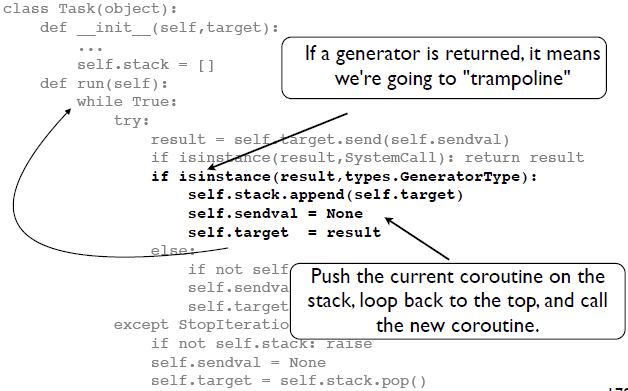 class Task(object):
def __init__(self,target):
...
self.stack = []
def run(self):
while True:
try:
result = self.target.send(self.sendval)
if isinstance(result,SystemCall): return result
if isinstance(result,types.GeneratorType):
self.stack.append(self.target)
self.sendval = None
self.target = result
else:
if not self
self.sendva
self.target
except StopIteratio
if not self.stack: raise
self.sendval = None
self.target = self.stack.pop()
If a generator is returned, it means
we're going to "trampoline"
Push the current coroutine on the
stack, loop back to the top, and call
the new coroutine.